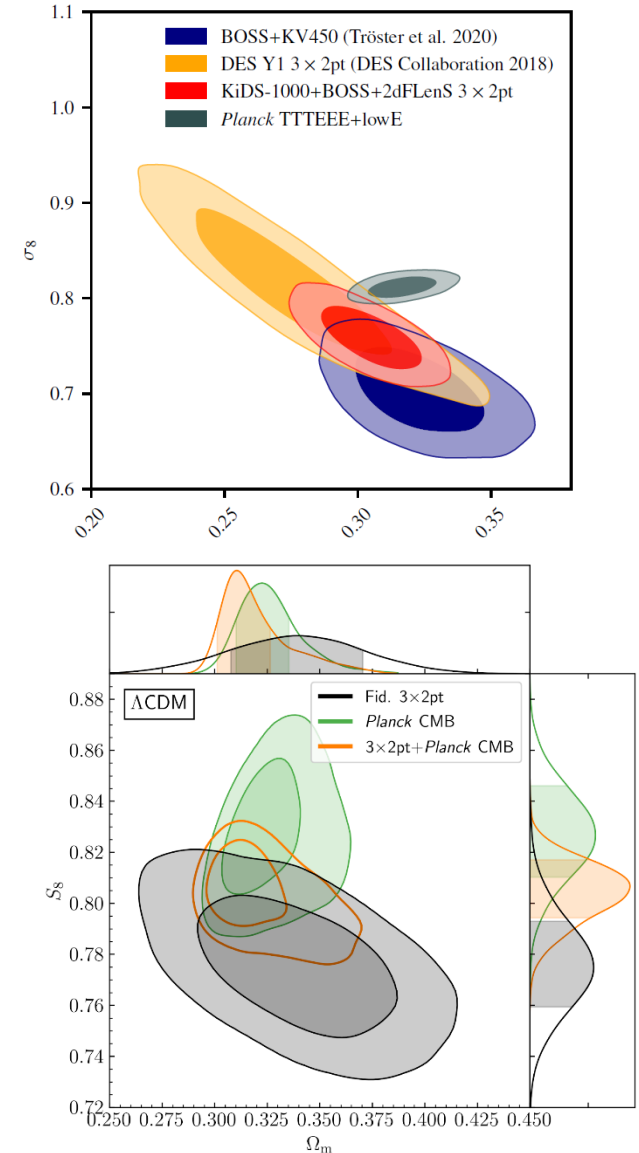 1.1
BOSS+KV450 (Tröster et al. 2020)
DES Y1 3 × 2pt (DES Collaboration 2018)
KiDS-1000+BOSS+2dFLenS 3 × 2pt
Planck TTTEEE+lowE
1.0
0.9
σ8
0.8
0.7
0.6
0.20 0.25 0.30 0.35
ΛCDM
Fid. 3×2pt
Planck CMB
3×2pt+Planck CMB
0.88
0.86
0.84
0.82
S8
0.80
0.78
0.76
0.74
0.72
0.250 0.275 0.300 0.325 0.350 0.375 0.400 0.425 0.450
Ωm